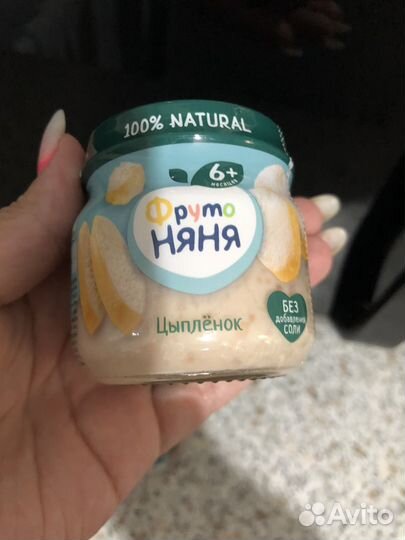 100% NATURAL
6+
месяцев
Фруто
няня
Цыплёнок
БЕЗ
добавления
СОЛИ
Avito